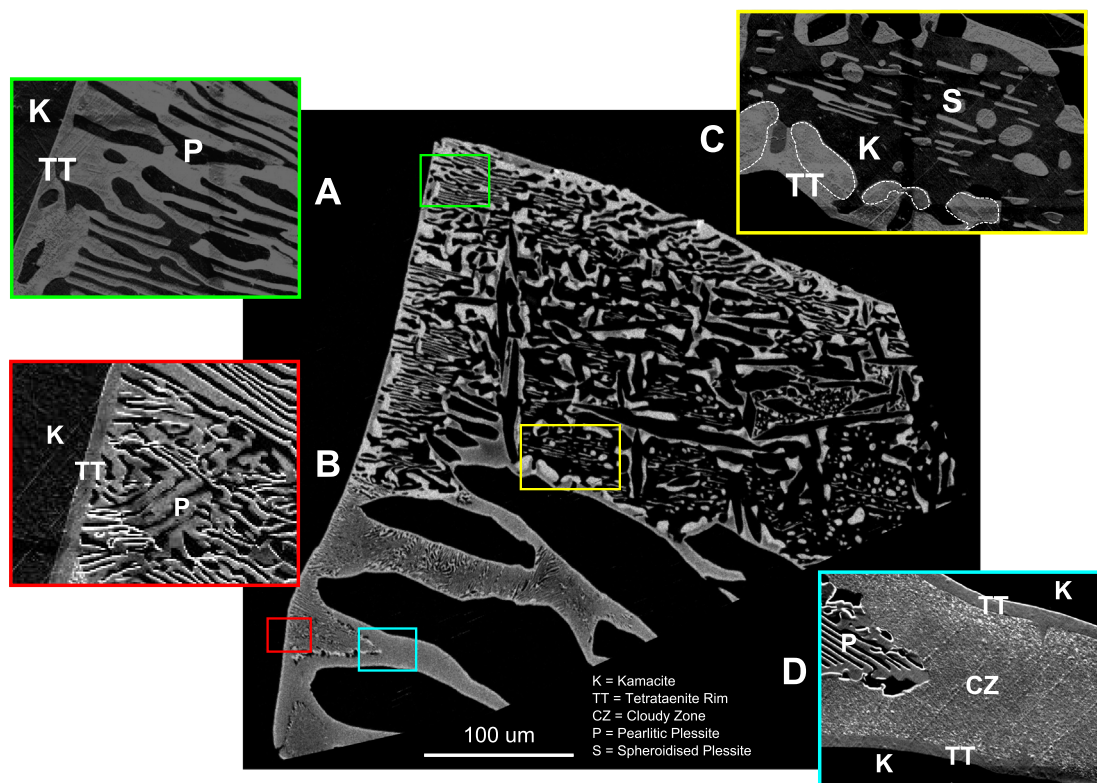 K
TT
P
A
C
S
K
TT
K
TT
P
B
K
TT
P
CZ
D
K
TT
K = Kamacite
TT = Tetrataenite Rim
CZ = Cloudy Zone
P = Pearlitic Plessite
S = Spheroidised Plessite
100 um